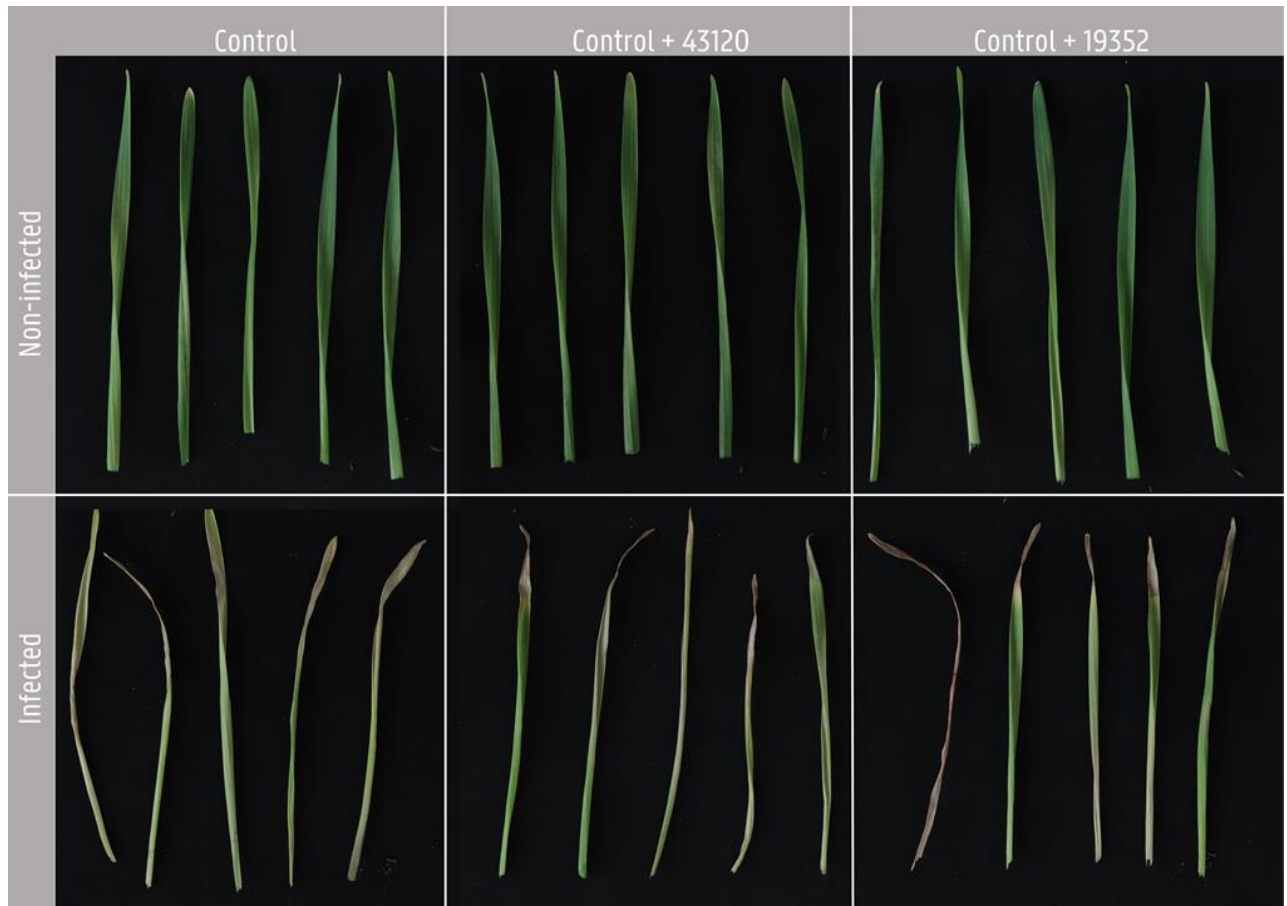 Control
Control + 43120
Control + 19352
Non-infected
Infected